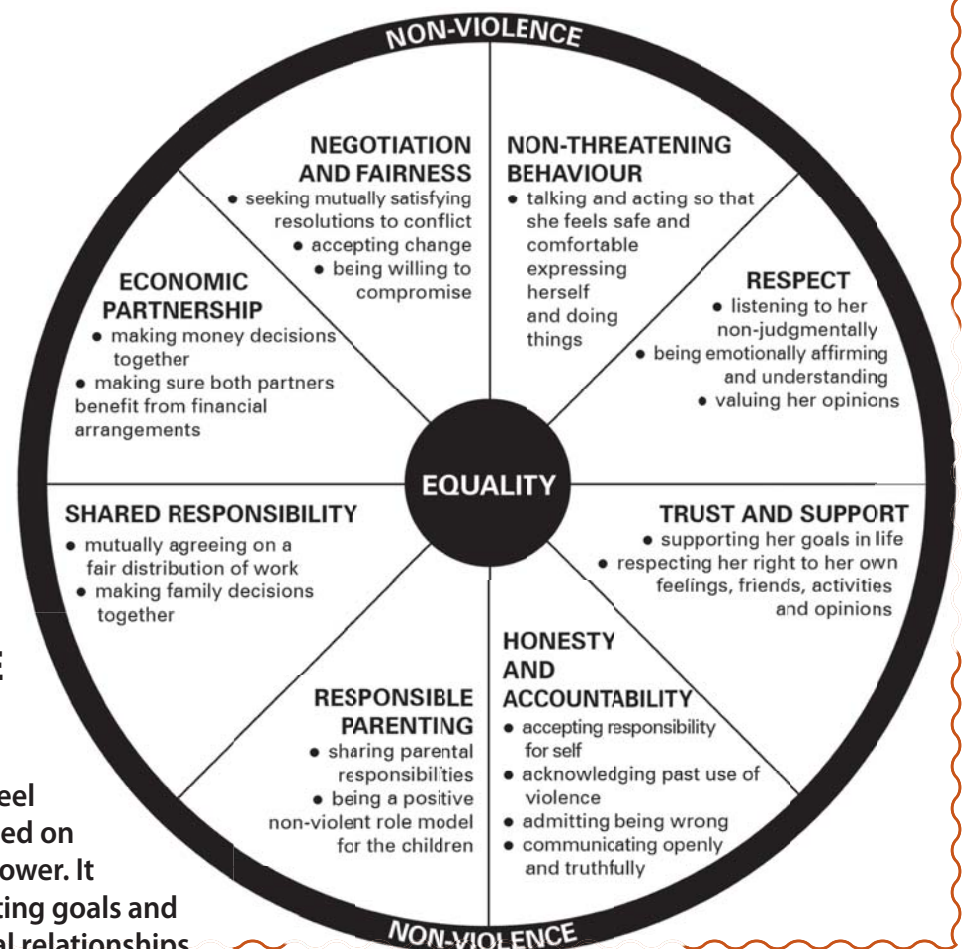 NON-VIOLENCE
NEGOTIATION
AND FAIRNESS
• seeking mutually satisfying
resolutions to conflict
• accepting change
• being willing to
compromise
NON-THREATENING
BEHAVIOUR
• talking and acting so that
she feels safe and
comfortable
expressing
herself
and doing
things
RESPECT
• listening to her
non-judgmentally
• being emotionally affirming
and understanding
• valuing her opinions
TRUST AND SUPPORT
• supporting her goals in life
• respecting her right to her own
feelings, friends, activities
and opinions
HONESTY
AND
ACCOUNTABILITY
• accepting responsibility
for self
• acknowledging past use of
violence
• admitting being wrong
• communicating openly
and truthfully
RESPONSIBLE
PARENTING
• sharing parental
responsibilities
• being a positive
non-violent role model
for the children
SHARED RESPONSIBILITY
• mutually agreeing on a
fair distribution of work
• making family decisions
together
ECONOMIC
PARTNERSHIP
• making money decisions
together
• making sure both partners
benefit from financial
arrangements
EQUALITY
NON-VIOLENCE
on
It
goals and
relationships